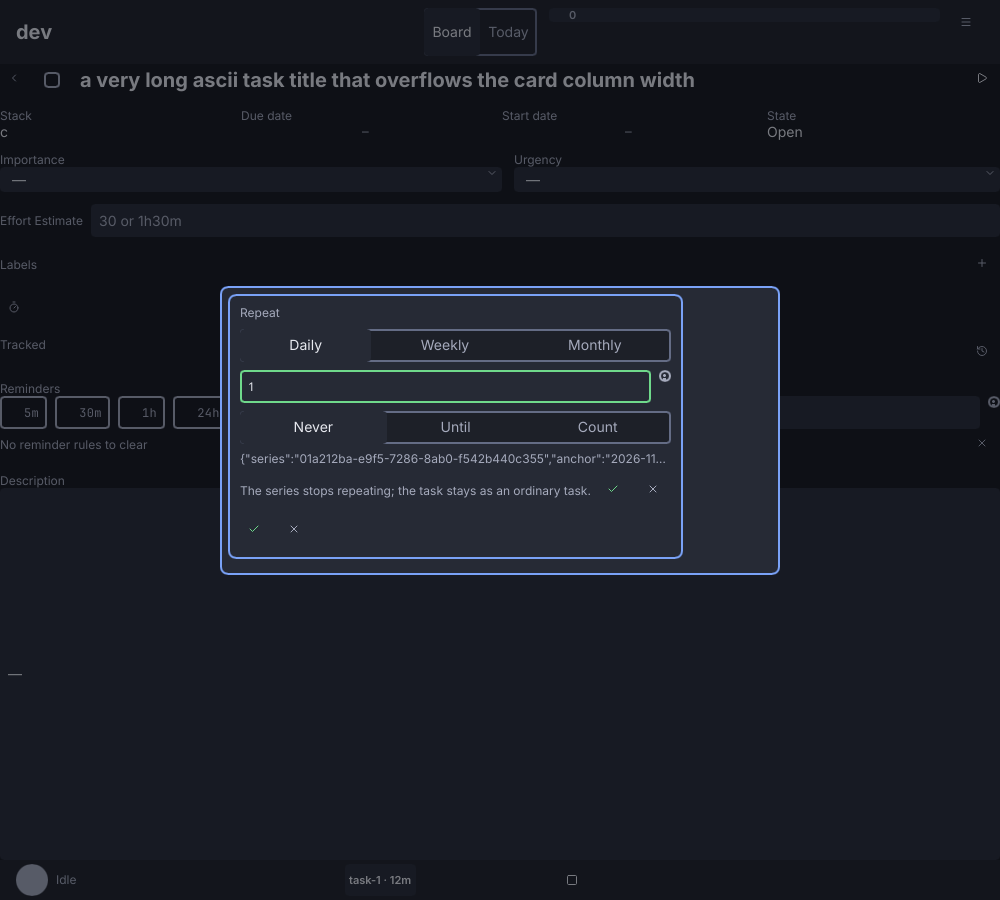 dev
Board Today 0
a very long ascii task title that overflows the card column width
Stack Due date Start date State
c – – Open
Importance Urgency
— —
Effort Estimate 30 or 1h30m
Labels
Repeat
Daily Weekly Monthly
Tracked
1
Reminders
5m 30m 1h 24h
Never Until Count
No reminder rules to clear
{"series":"01a212ba-e9f5-7286-8ab0-f542b440c355","anchor":"2026-11...
Description
The series stops repeating; the task stays as an ordinary task.
—
Idle task-1 · 12m